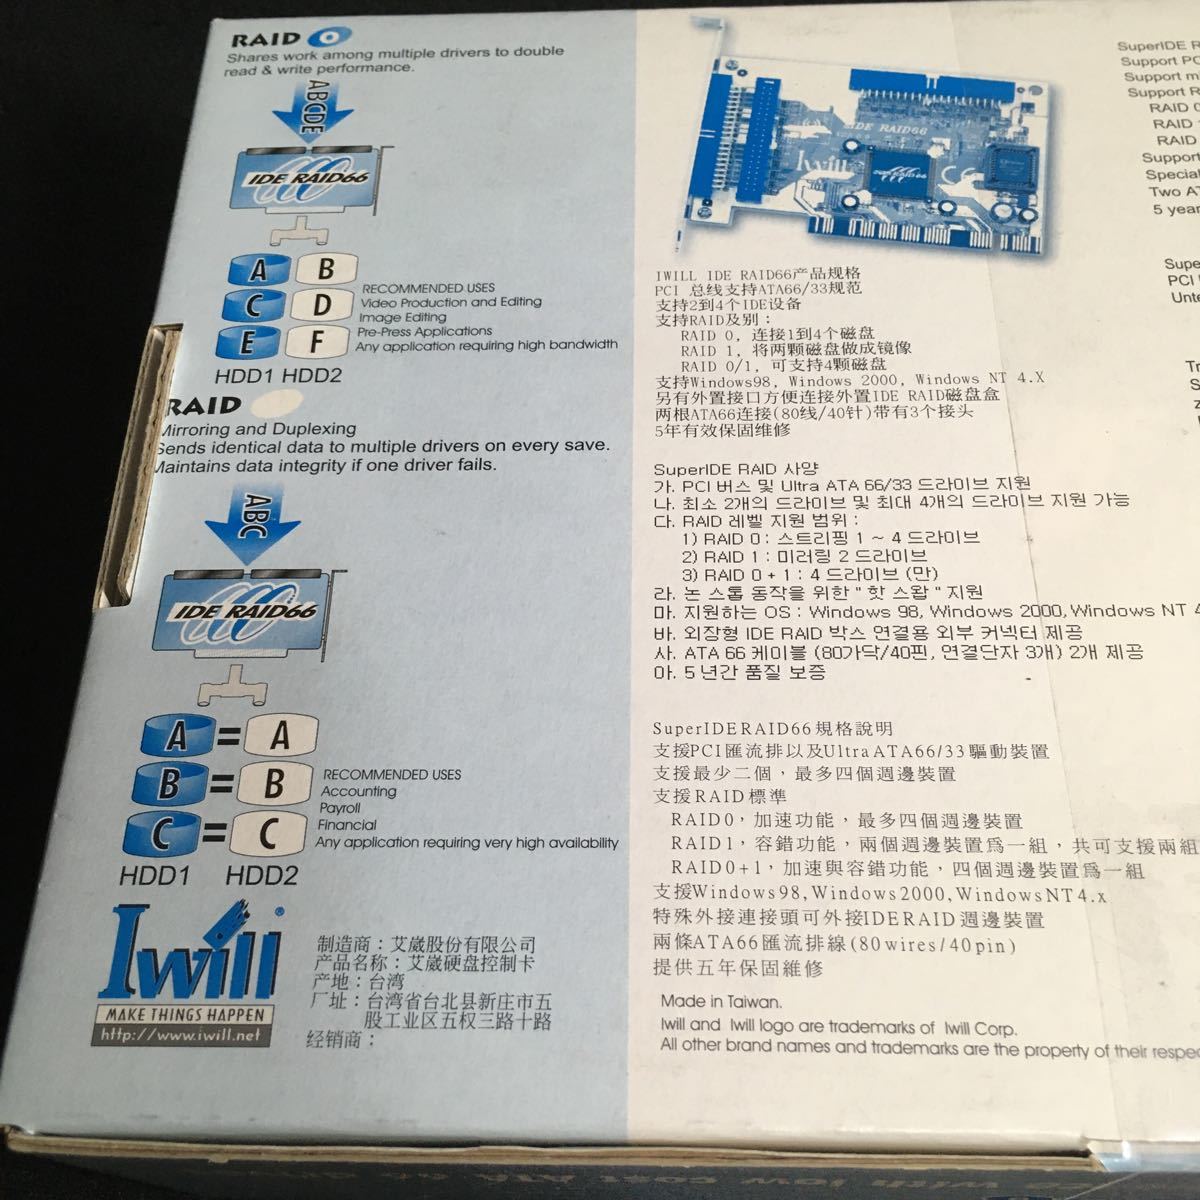 RAID 0
Shares work among multiple drivers to double
read & write performance.
ABCDE
IDE RAID66
A B
C D
E F
HDD1 HDD2
RECOMMENDED USES
Video Production and Editing
Image Editing
Pre-Press Applications
Any application requiring high bandwidth
RAID
Mirroring and Duplexing
Sends identical data to multiple drivers on every save.
Maintains data integrity if one driver fails.
ABC
IDE RAID66
A = A
B = B
C = C
HDD1 HDD2
RECOMMENDED USES
Accounting
Payroll
Financial
Any application requiring very high availability
Iwill®
MAKE THINGS HAPPEN
http://www.iwill.net
制造商：艾崴股份有限公司
产品名称：艾崴硬盘控制卡
产地：台湾
厂址：台湾省台北县新庄市五
股工业区五权三路十路
经销商：
IDE RAID66
Iwill
IWILL IDE RAID66产品规格
PCI 总线支持ATA66/33规范
支持2到4个IDE设备
支持RAID及别：
RAID 0, 连接1到4个磁盘
RAID 1, 将两颗磁盘做成镜像
RAID 0/1, 可支持4颗磁盘
支持Windows98, Windows 2000, Windows NT 4.X
另有外置接口方便连接外置IDE RAID磁盘盒
两根ATA66连接(80线/40针)带有3个接头
5年有效保固维修
SuperIDE RAID 사양
가. PCI 버스 및 Ultra ATA 66/33 드라이브 지원
나. 최소 2개의 드라이브 및 최대 4개의 드라이브 지원 가능
다. RAID 레벨 지원 범위 :
1) RAID 0 : 스트리핑 1 ~ 4 드라이브
2) RAID 1 : 미러링 2 드라이브
3) RAID 0 + 1 : 4 드라이브 (만)
라. 논 스톱 동작을 위한 " 핫 스왑 " 지원
마. 지원하는 OS : Windows 98, Windows 2000, Windows NT 4
바. 외장형 IDE RAID 박스 연결용 외부 커넥터 제공
사. ATA 66 케이블 (80가닥/40핀, 연결단자 3개) 2개 제공
아. 5 년간 품질 보증
SuperIDERAID66規格說明
支援PCI匯流排以及UltraATA66/33驅動裝置
支援最少二個，最多四個週邊裝置
支援RAID標準
RAID0，加速功能，最多四個週邊裝置
RAID1，容錯功能，兩個週邊裝置爲一組，共可支援兩組
RAID0+1，加速與容錯功能，四個週邊裝置爲一組
支援Windows98,Windows2000,WindowsNT4.x
特殊外接連接頭可外接IDERAID週邊裝置
兩條ATA66匯流排線(80wires/40pin)
提供五年保固維修
Made in Taiwan.
Iwill and Iwill logo are trademarks of Iwill Corp.
All other brand names and trademarks are the property of their respec
SuperIDE R
Support PC
Support m
Support R
RAID 0
RAID
RAID
Support
Special
Two AT
5 year
Supe
PCI
Unte